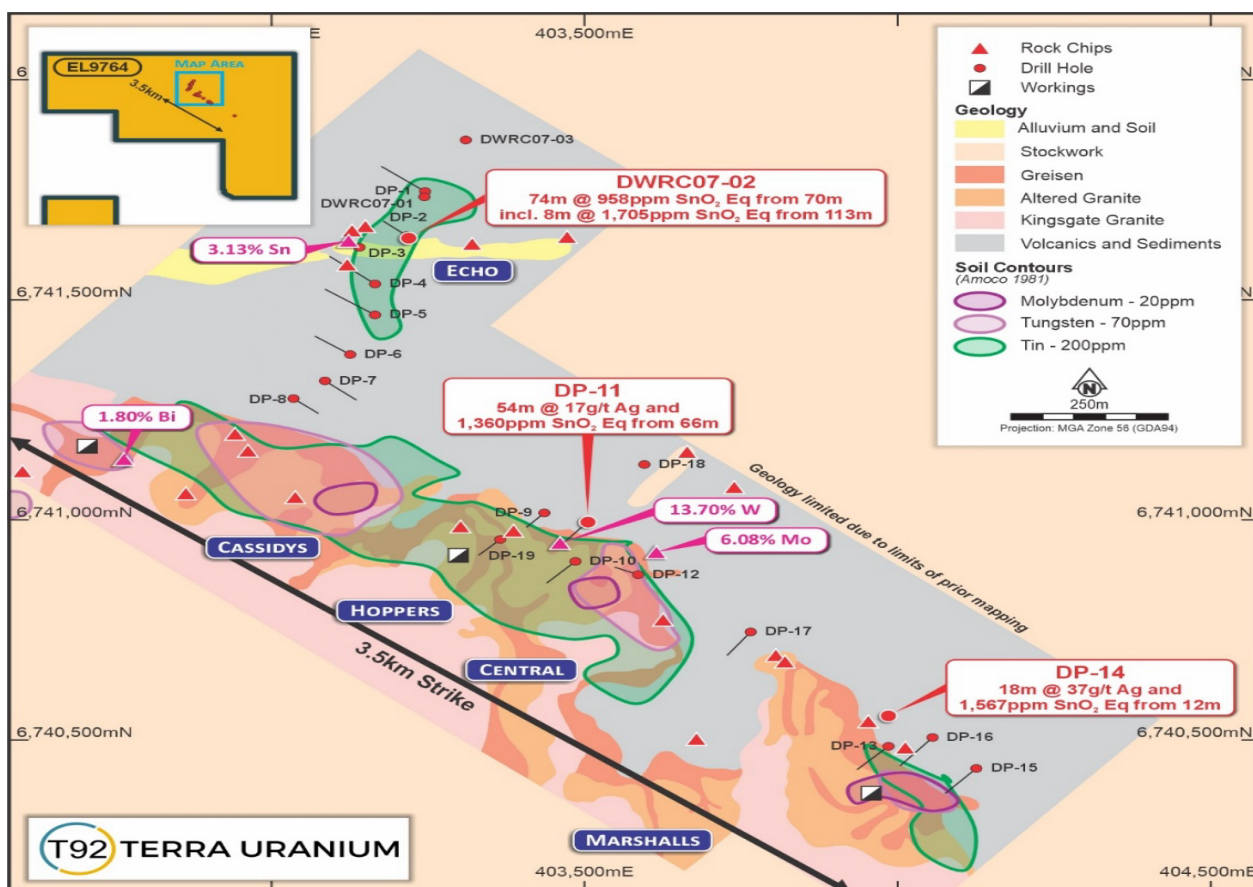 403,500mE
EL9764
MAP AREA
3.5km
Rock Chips
Drill Hole
Workings
Geology
Alluvium and Soil
Stockwork
Greisen
Altered Granite
Kingsgate Granite
Volcanics and Sediments
Soil Contours
(Amoco 1981)
Molybdenum - 20ppm
Tungsten - 70ppm
Tin - 200ppm
N
250m
Projection: MGA Zone 56 (GDA94)
DWRC07-03
DP-1
DWRC07-01
DP-2
DWRC07-02
74m @ 958ppm SnO₂ Eq from 70m
incl. 8m @ 1,705ppm SnO₂ Eq from 113m
3.13% Sn
DP-3
ECHO
DP-4
6,741,500mN
DP-5
DP-6
DP-7
DP-8
DP-11
54m @ 17g/t Ag and
1,360ppm SnO₂ Eq from 66m
1.80% Bi
DP-18
Geology limited due to limits of prior mapping
6,741,000mN
6,741,000mN
DP-9
13.70% W
6.08% Mo
CASSIDYS
DP-19
DP-10
DP-12
HOPPERS
CENTRAL
3.5km Strike
DP-17
DP-14
18m @ 37g/t Ag and
1,567ppm SnO₂ Eq from 12m
6,740,500mN
6,740,500mN
DP-13
DP-16
DP-15
MARSHALLS
T92 TERRA URANIUM
403,500mE
404,500mE